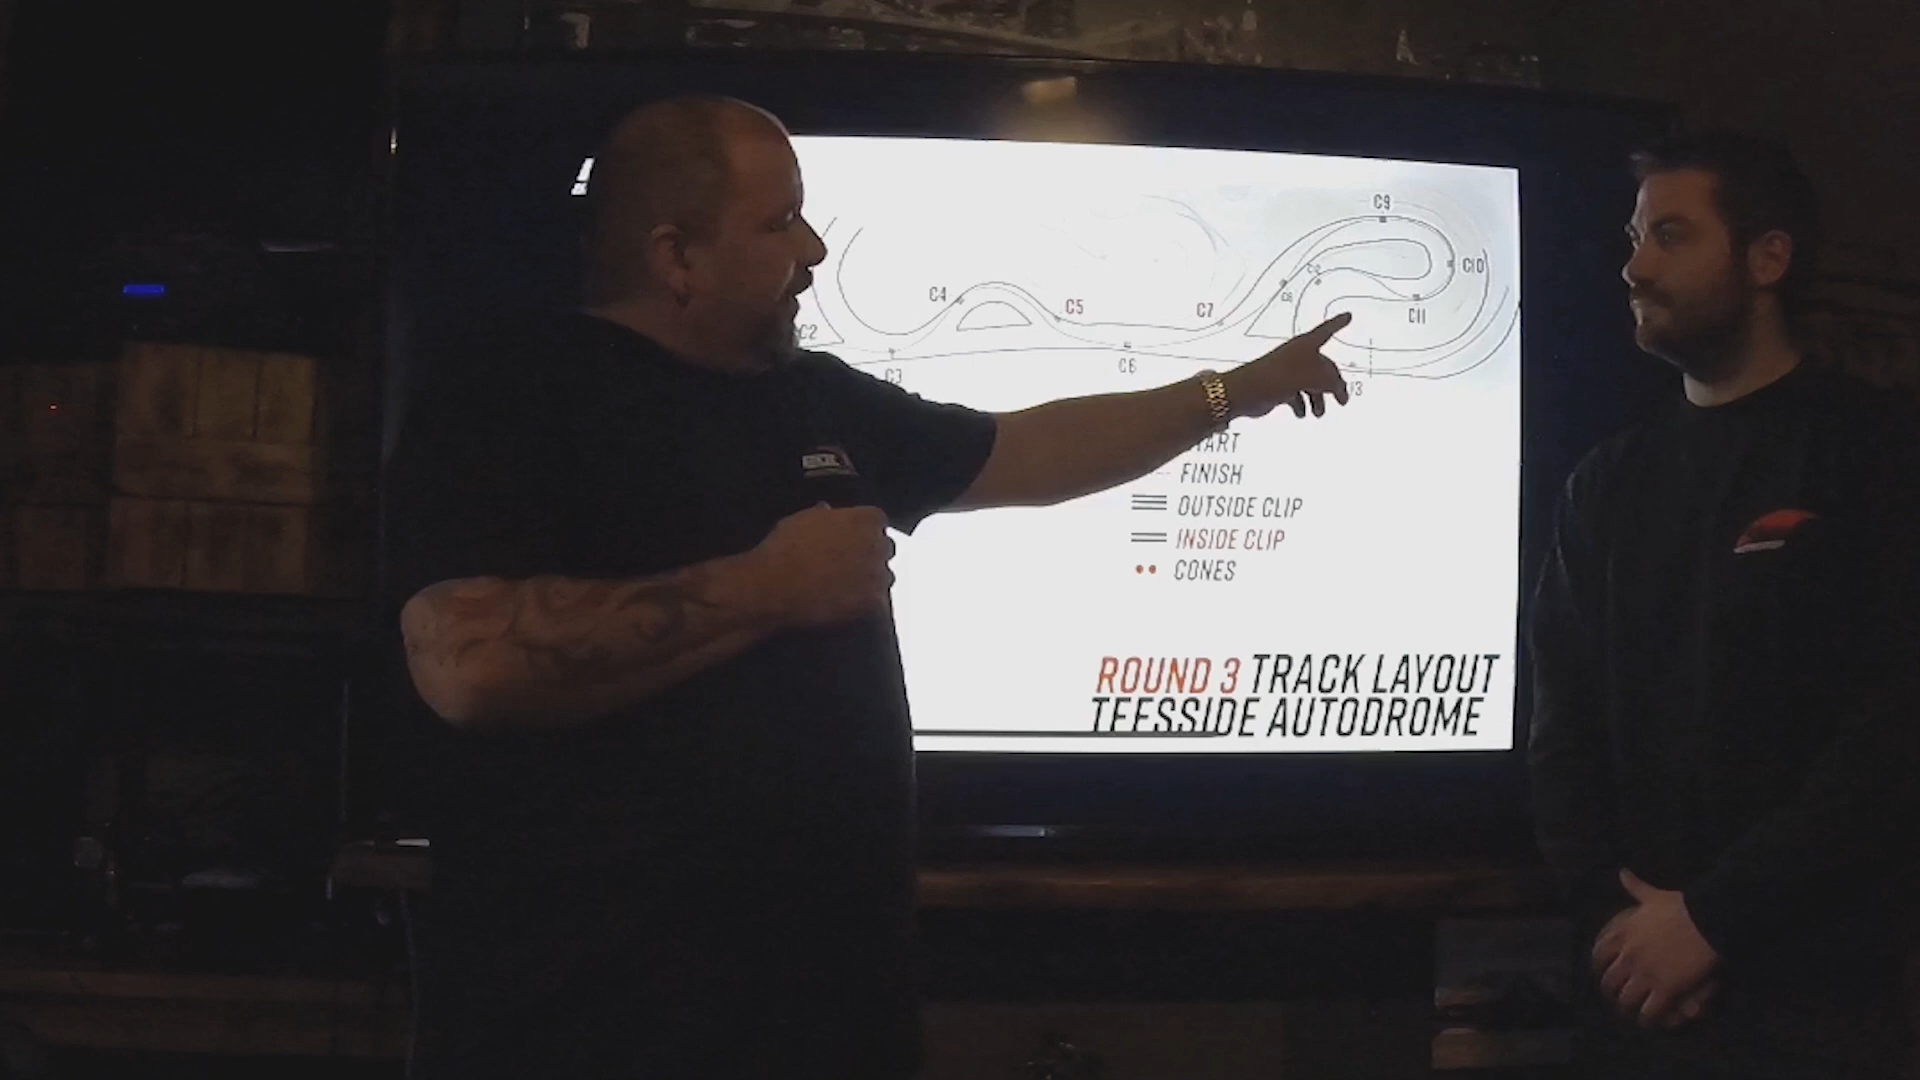 C9
C10
C4
C5
C7
C11
C2
C3
C6
FINISH
OUTSIDE CLIP
INSIDE CLIP
CONES
ROUND 3 TRACK LAYOUT
TEESSIDE AUTODROME